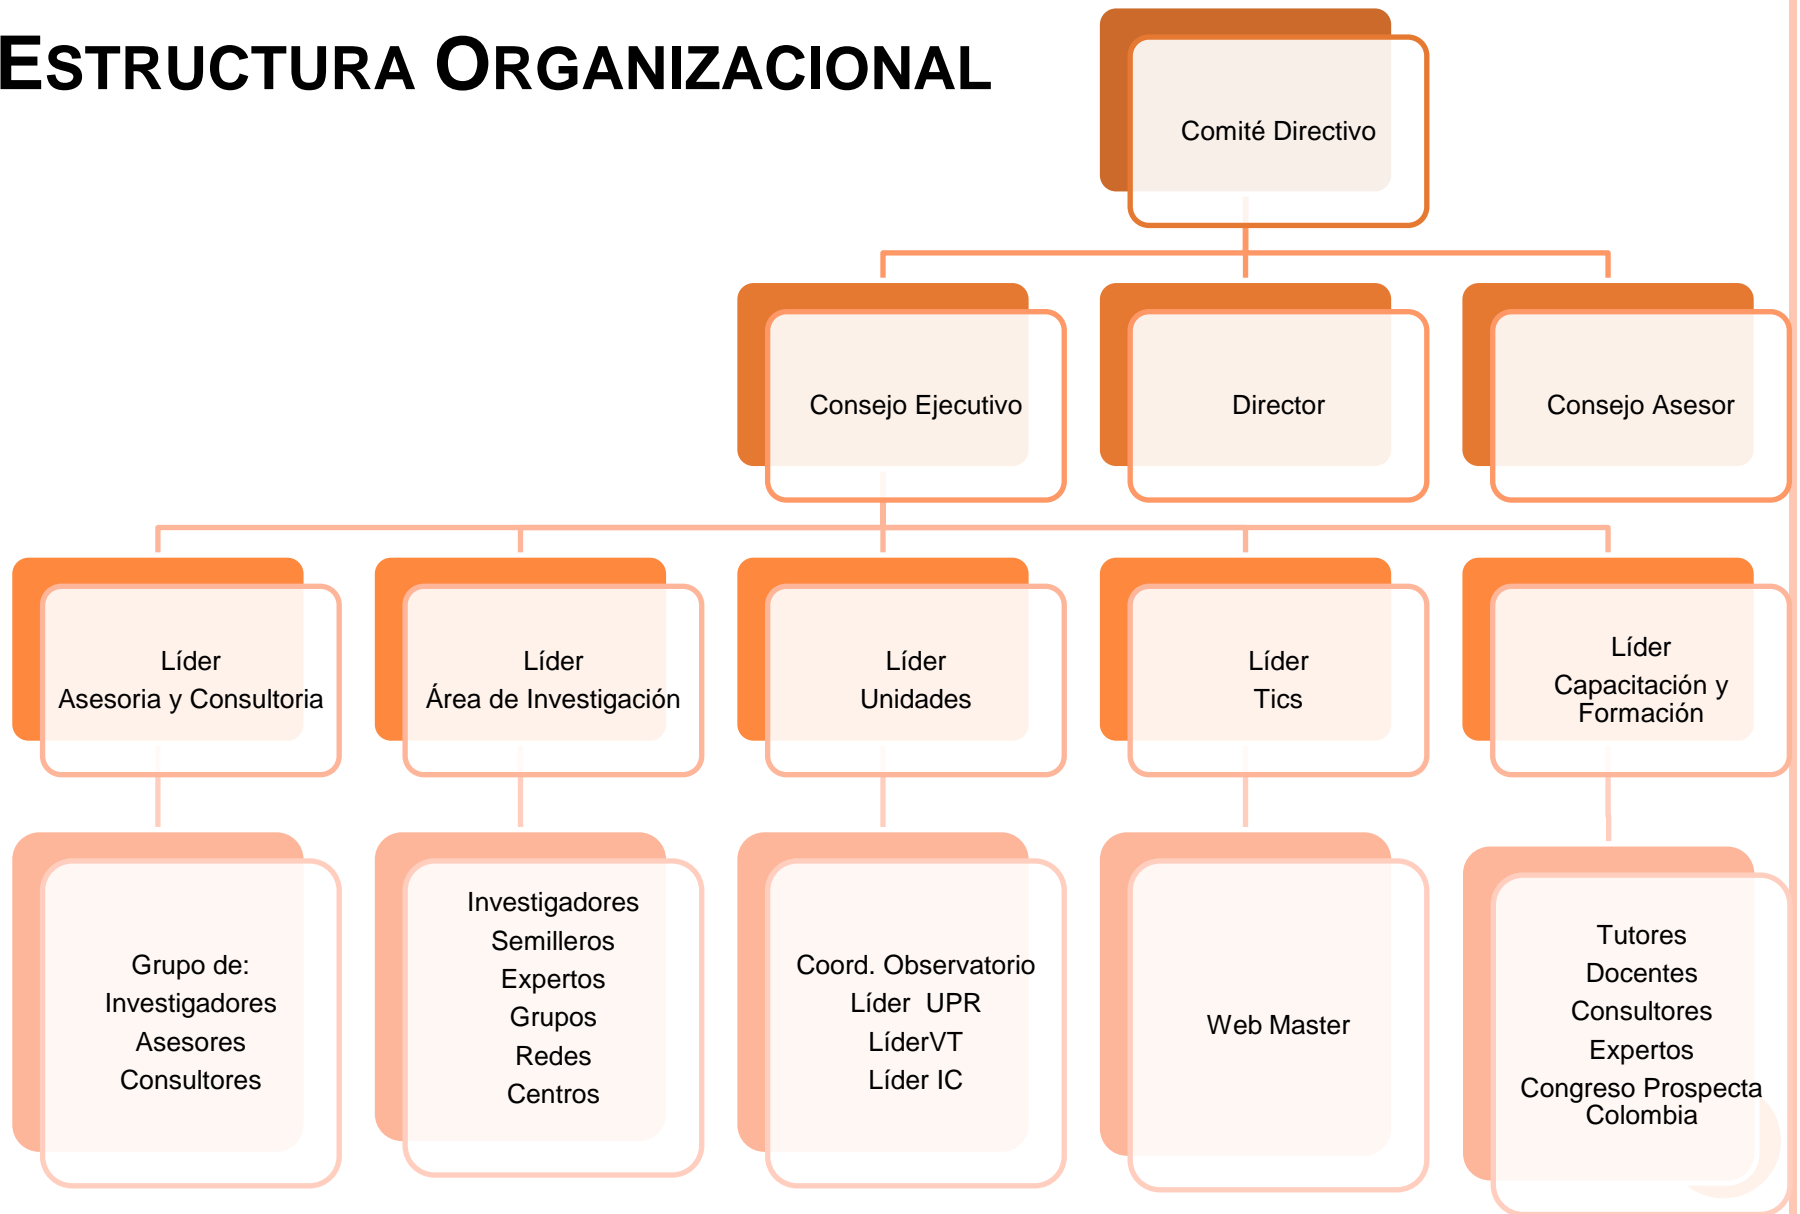 ESTRUCTURA ORGANIZACIONAL
Comité Directivo
Consejo Ejecutivo
Director
Consejo Asesor
Líder
Asesoria y Consultoria
Líder
Área de Investigación
Líder
Unidades
Líder
Tics
Líder
Capacitación y
Formación
Grupo de:
Investigadores
Asesores
Consultores
Investigadores
Semilleros
Expertos
Grupos
Redes
Centros
Coord. Observatorio
Líder UPR
LíderVT
Líder IC
Web Master
Tutores
Docentes
Consultores
Expertos
Congreso Prospecta
Colombia